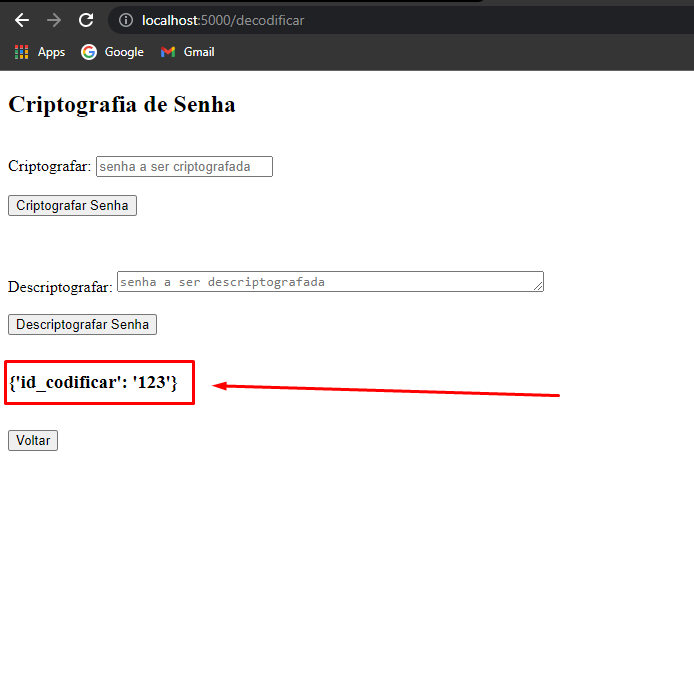 localhost:5000/decodificar
Apps Google Gmail
Criptografia de Senha
Criptografar: senha a ser criptografada
Criptografar Senha
Descriptografar: senha a ser descriptografada
Descriptografar Senha
{'id_codificar': '123'}
Voltar